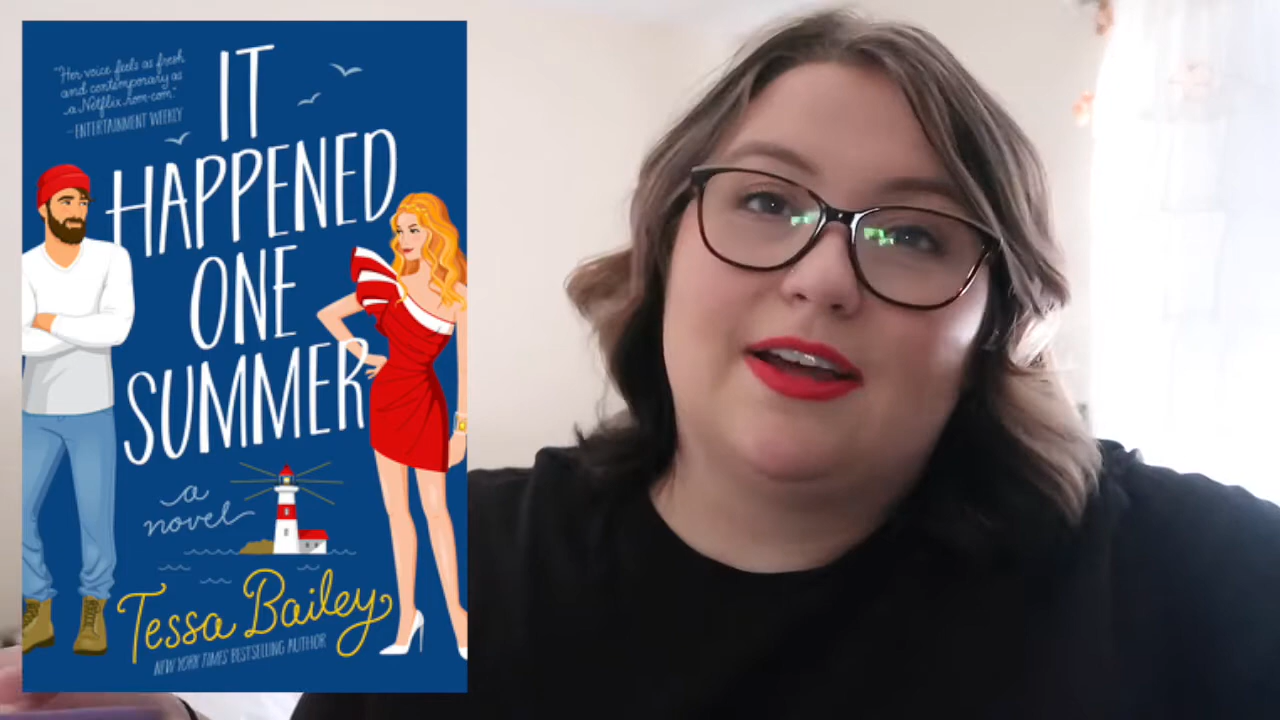 "Her voice feels as fresh
and contemporary as
a Netflix rom-com."
-ENTERTAINMENT WEEKLY
IT
HAPPENED
ONE
SUMMER
a
novel
Tessa Bailey
NEW YORK TIMES BESTSELLING AUTHOR